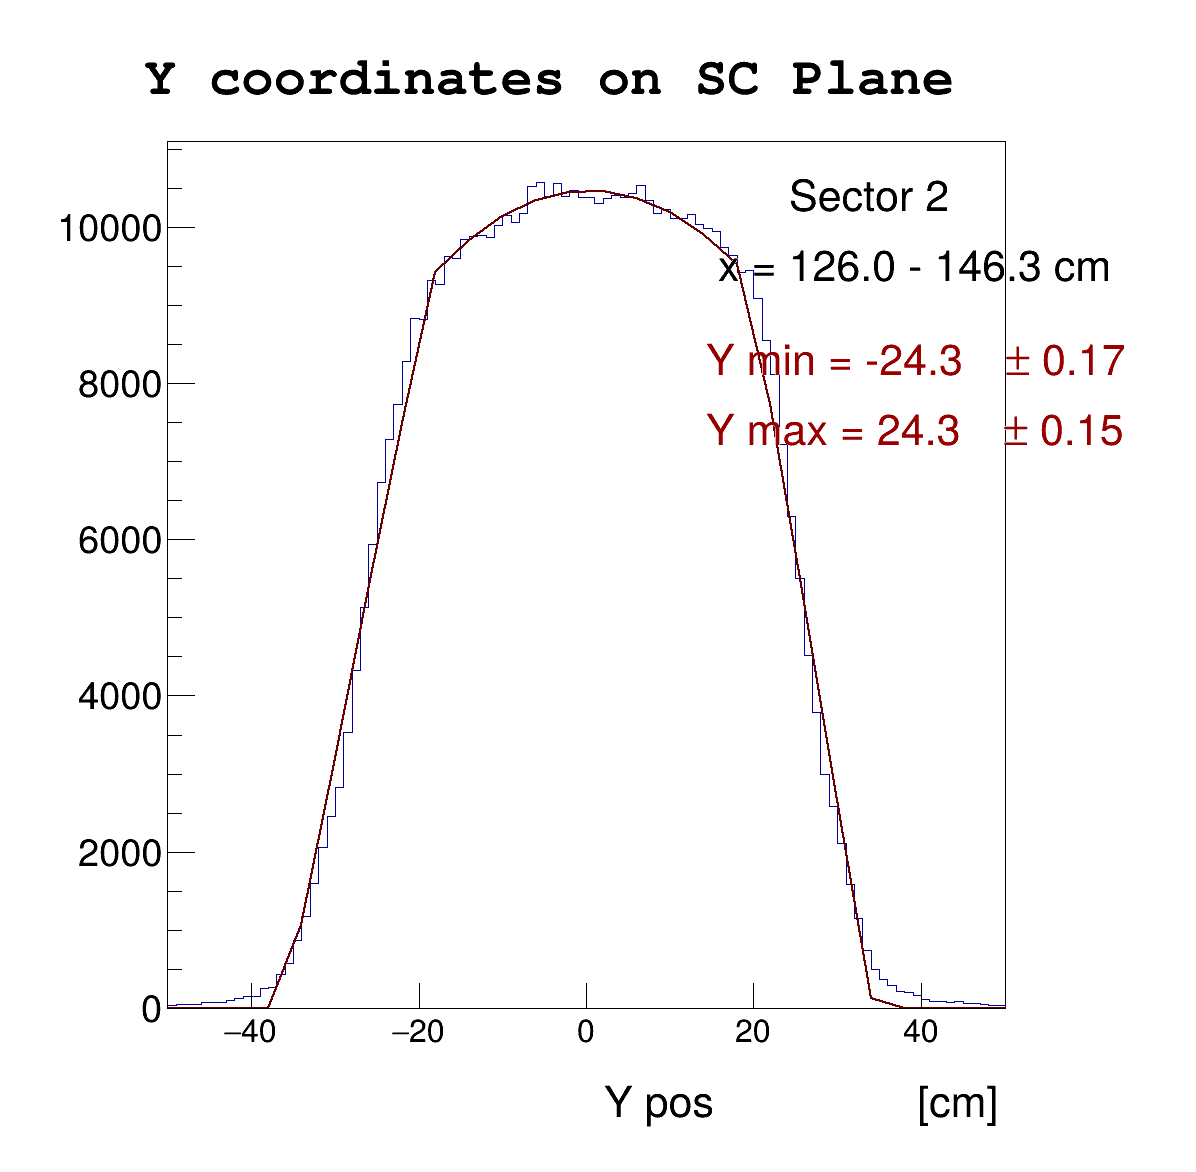 Y coordinates on SC Plane
Sector 2
x = 126.0 - 146.3 cm
Y min = -24.3 ± 0.17
Y max = 24.3 ± 0.15
10000
8000
6000
4000
2000
0
−40 −20 0 20 40
Y pos [cm]